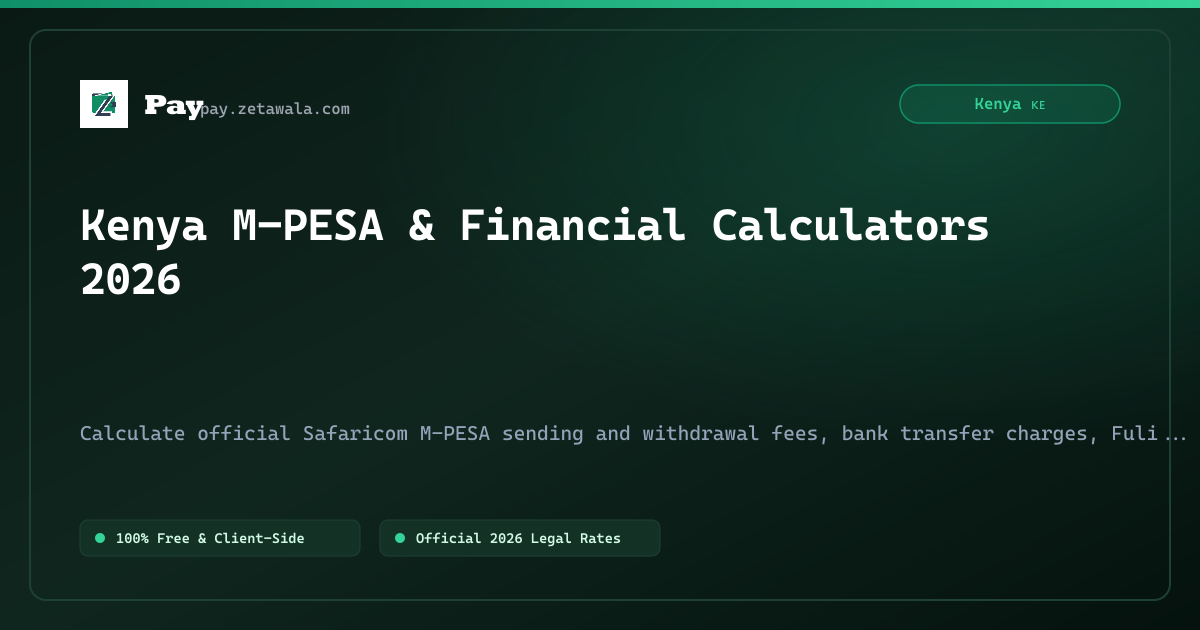 Pay
pay.zetawala.com
Kenya KE
Kenya M-PESA & Financial Calculators
2026
Calculate official Safaricom M-PESA sending and withdrawal fees, bank transfer charges, Fuli...
100% Free & Client-Side
Official 2026 Legal Rates